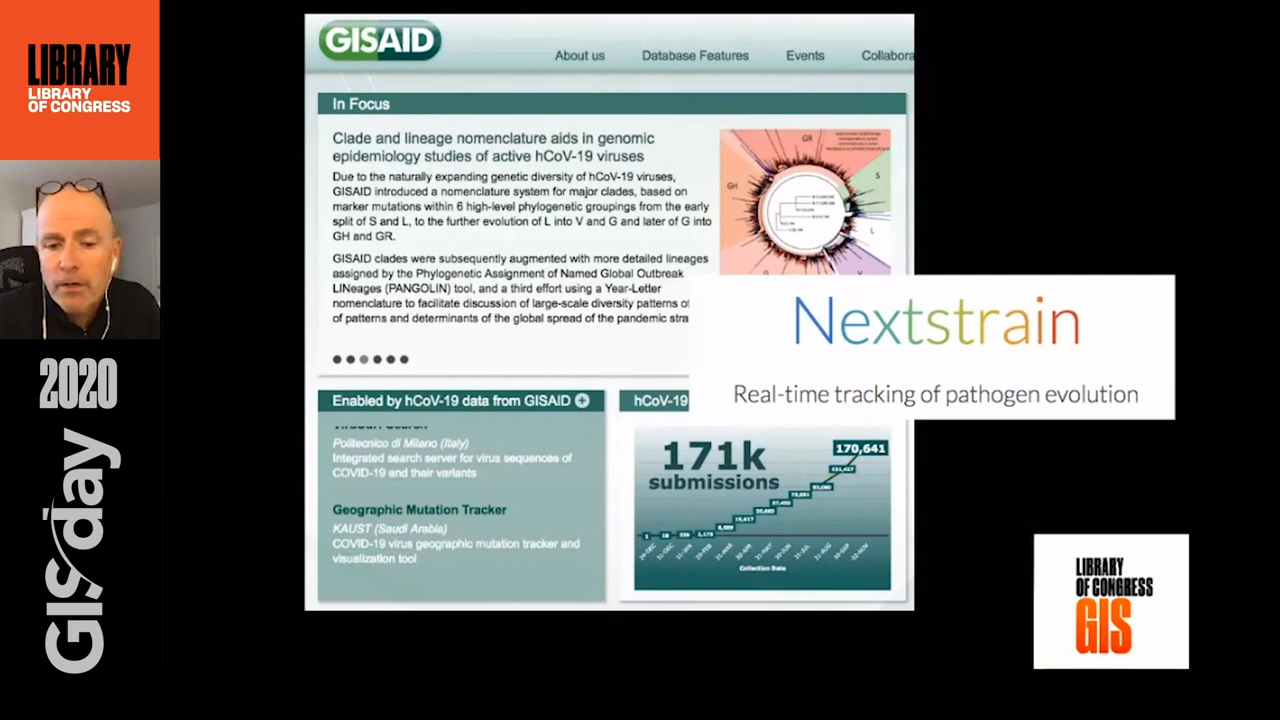 LIBRARY
LIBRARY
OF CONGRESS
2020
GISday
GISAID
About us
Database Features
Events
Collabora
In Focus
Clade and lineage nomenclature aids in genomic
epidemiology studies of active hCoV-19 viruses
Due to the naturally expanding genetic diversity of hCoV-19 viruses,
GISAID introduced a nomenclature system for major clades, based on
marker mutations within 6 high-level phylogenetic groupings from the early
split of S and L, to the further evolution of L into V and G and later of G into
GH and GR.
GISAID clades were subsequently augmented with more detailed lineages
assigned by the Phylogenetic Assignment of Named Global Outbreak
LINeages (PANGOLIN) tool, and a third effort using a Year-Letter
nomenclature to facilitate discussion of large-scale diversity patterns of
of patterns and determinants of the global spread of the pandemic stra
GR
GH
S
L
V
G
Nextstrain
Real-time tracking of pathogen evolution
Enabled by hCoV-19 data from GISAID
Politecnico di Milano (Italy)
Integrated search server for virus sequences of
COVID-19 and their variants
Geographic Mutation Tracker
KAUST (Saudi Arabia)
COVID-19 virus geographic mutation tracker and
visualization tool
hCoV-19
171k
submissions
170,641
Collection Date
LIBRARY
OF CONGRESS
GIS